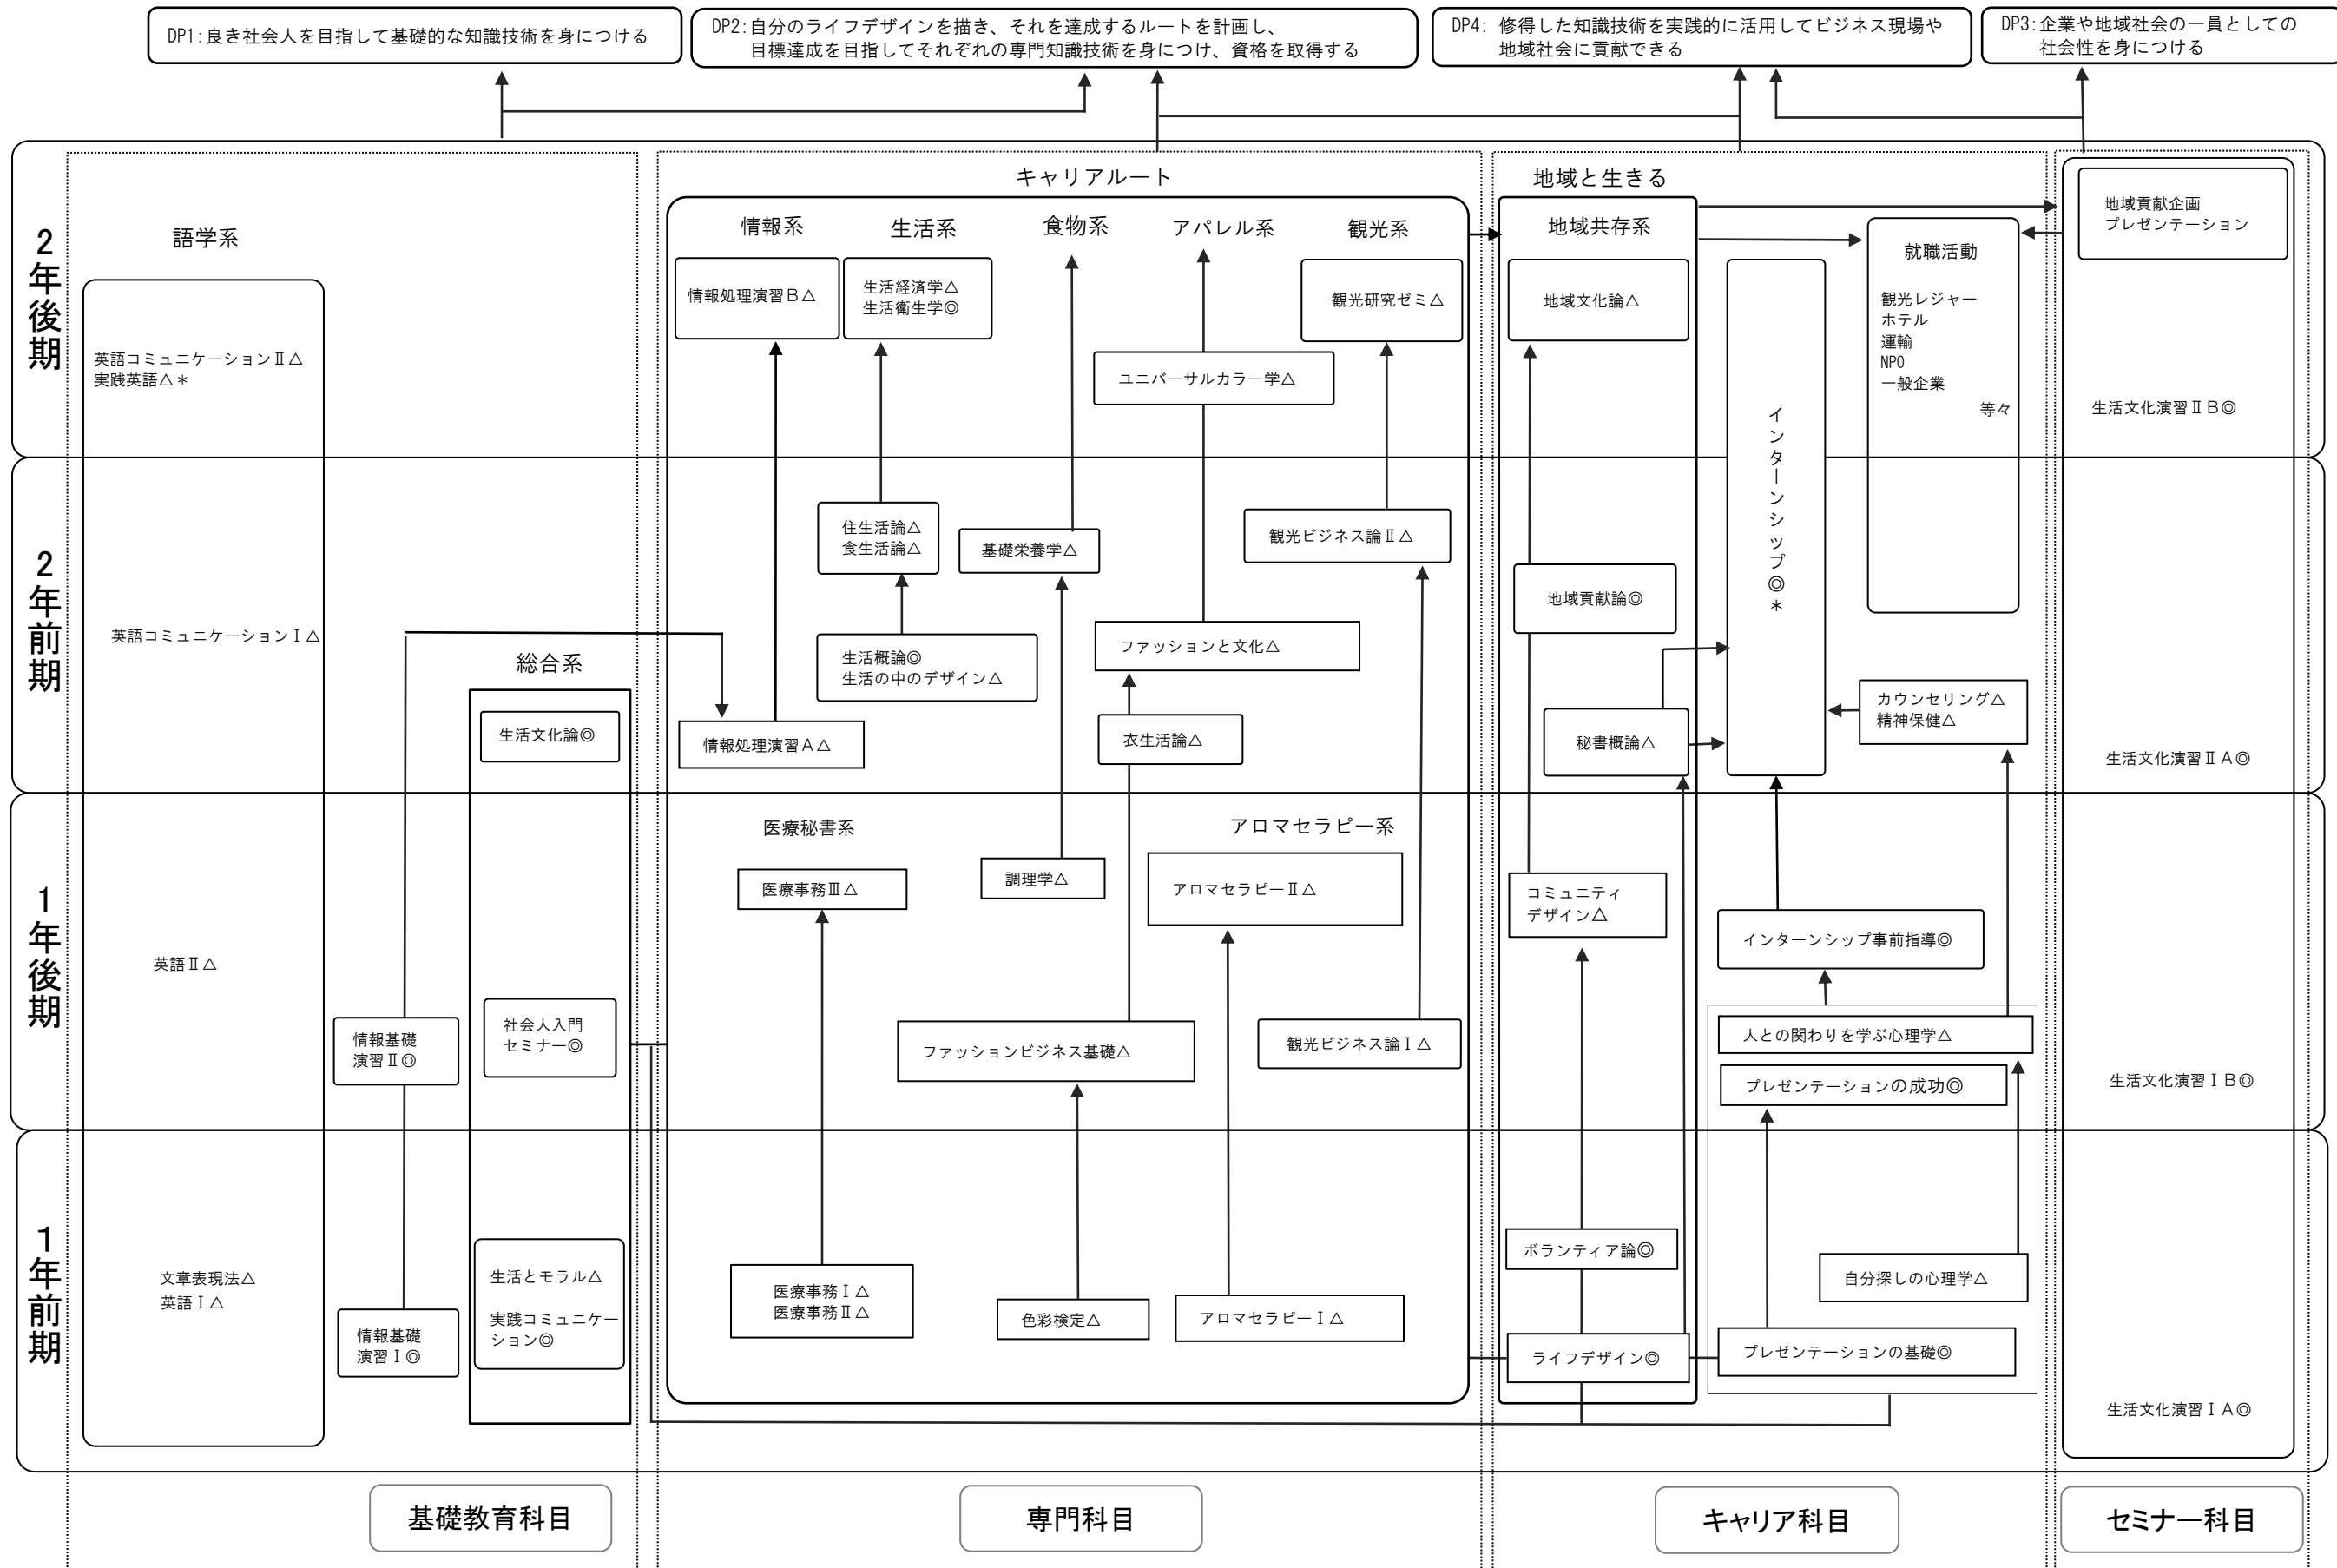 DP1:良き社会人を目指して基礎的な知識技術を身につける
DP2:自分のライフデザインを描き、それを達成するルートを計画し、
目標達成を目指してそれぞれの専門知識技術を身につけ、資格を取得する
DP4: 修得した知識技術を実践的に活用してビジネス現場や
地域社会に貢献できる
DP3:企業や地域社会の一員としての
社会性を身につける
2年後期
語学系
英語コミュニケーションⅡ△
実践英語△＊
キャリアルート
情報系
生活系
食物系
アパレル系
観光系
情報処理演習B△
生活経済学△
生活衛生学◎
観光研究ゼミ△
ユニバーサルカラー学△
地域と生きる
地域共存系
地域文化論△
インターンシップ◎＊
就職活動
観光レジャー
ホテル
運輸
NPO
一般企業
等々
地域貢献企画
プレゼンテーション
生活文化演習ⅡB◎
2年前期
英語コミュニケーションⅠ△
総合系
生活文化論◎
住生活論△
食生活論△
基礎栄養学△
観光ビジネス論Ⅱ△
生活概論◎
生活の中のデザイン△
ファッションと文化△
情報処理演習A△
衣生活論△
地域貢献論◎
秘書概論△
カウンセリング△
精神保健△
生活文化演習ⅡA◎
1年後期
英語Ⅱ△
情報基礎
演習Ⅱ◎
社会人入門
セミナー◎
医療秘書系
アロマセラピー系
医療事務Ⅲ△
調理学△
アロマセラピーⅡ△
ファッションビジネス基礎△
観光ビジネス論Ⅰ△
コミュニティ
デザイン△
インターンシップ事前指導◎
人との関わりを学ぶ心理学△
プレゼンテーションの成功◎
生活文化演習ⅠB◎
1年前期
文章表現法△
英語Ⅰ△
情報基礎
演習Ⅰ◎
生活とモラル△
実践コミュニケー
ション◎
医療事務Ⅰ△
医療事務Ⅱ△
色彩検定△
アロマセラピーⅠ△
ボランティア論◎
ライフデザイン◎
自分探しの心理学△
プレゼンテーションの基礎◎
生活文化演習ⅠA◎
基礎教育科目
専門科目
キャリア科目
セミナー科目